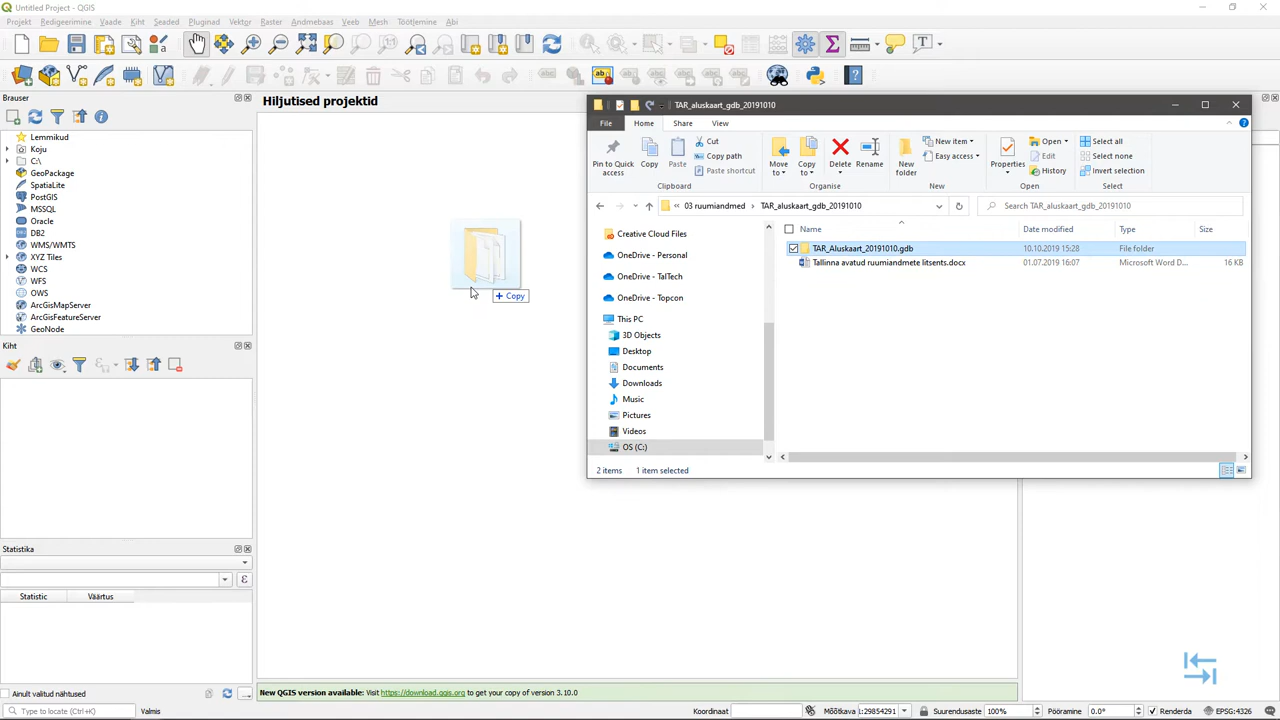 Untitled Project - QGIS
Projekt Redigeerimine Vaade Kiht Seaded Pluginad Vektor Raster Andmebaas Veeb Mesh Töötlemine Abi
Brauser
Lemmikud
Koju
C:\
GeoPackage
SpatiaLite
PostGIS
MSSQL
Oracle
DB2
WMS/WMTS
XYZ Tiles
WCS
WFS
OWS
ArcGisMapServer
ArcGisFeatureServer
GeoNode
Kiht
Statistika
Statistic Väärtus
Ainult valitud nähtused
Type to locate (Ctrl+K) Valmis
Hiljutised projektid
Copy
TAR_aluskaart_gdb_20191010
File Home Share View
Pin to Quick access
Copy
Paste
Cut
Copy path
Paste shortcut
Move to
Copy to
Delete
Rename
New folder
New item
Easy access
Properties
Open
Edit
History
Select all
Select none
Invert selection
Clipboard Organise New Open Select
« 03 ruumiandmed > TAR_aluskaart_gdb_20191010
Search TAR_aluskaart_gdb_20191010
Creative Cloud Files
OneDrive - Personal
OneDrive - TalTech
OneDrive - Topcon
This PC
3D Objects
Desktop
Documents
Downloads
Music
Pictures
Videos
OS (C:)
Name Date modified Type Size
TAR_Aluskaart_20191010.gdb 10.10.2019 15:28 File folder
Tallinna avatud ruumiandmete litsents.docx 01.07.2019 16:07 Microsoft Word D... 16 KB
2 items 1 item selected
New QGIS version available: Visit https://download.qgis.org to get your copy of version 3.10.0
Koordinaat Mõõtkava 1:29854291 Suurendusaste 100% Pööramine 0.0° Renderda EPSG:4326